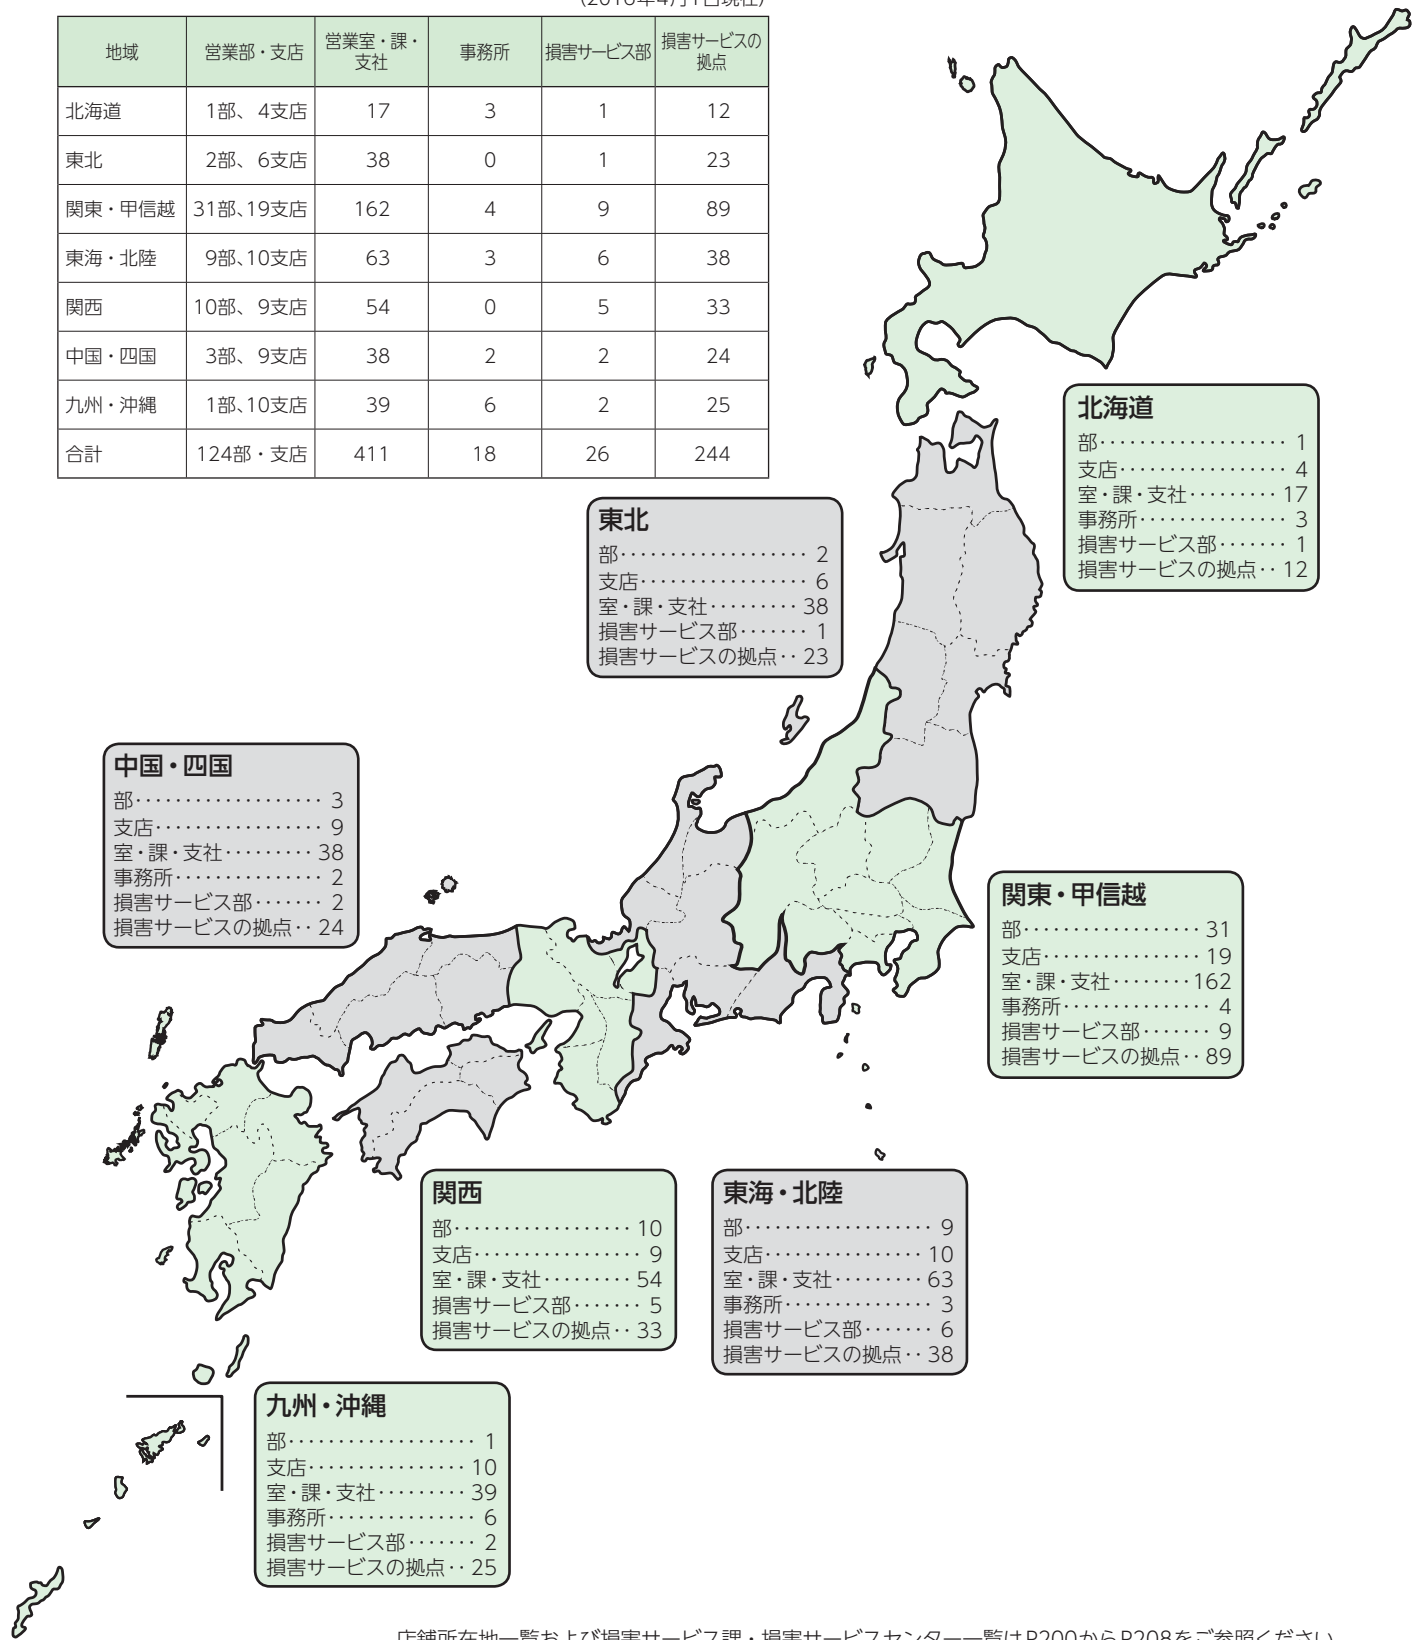 (2016年4月1日現在)
地域 営業部・支店 営業室・課・支社 事務所 損害サービス部 損害サービスの拠点
北海道 1部、4支店 17 3 1 12
東北 2部、6支店 38 0 1 23
関東・甲信越 31部、19支店 162 4 9 89
東海・北陸 9部、10支店 63 3 6 38
関西 10部、9支店 54 0 5 33
中国・四国 3部、9支店 38 2 2 24
九州・沖縄 1部、10支店 39 6 2 25
合計 124部・支店 411 18 26 244
北海道
部・・・・・・・・・・・・・・・・・・・ 1
支店・・・・・・・・・・・・・・・・・ 4
室・課・支社・・・・・・・・・ 17
事務所・・・・・・・・・・・・・・・ 3
損害サービス部・・・・・・・ 1
損害サービスの拠点・・ 12
東北
部・・・・・・・・・・・・・・・・・・・ 2
支店・・・・・・・・・・・・・・・・・ 6
室・課・支社・・・・・・・・・ 38
損害サービス部・・・・・・・ 1
損害サービスの拠点・・ 23
中国・四国
部・・・・・・・・・・・・・・・・・・・ 3
支店・・・・・・・・・・・・・・・・・ 9
室・課・支社・・・・・・・・・ 38
事務所・・・・・・・・・・・・・・・ 2
損害サービス部・・・・・・・ 2
損害サービスの拠点・・ 24
関東・甲信越
部・・・・・・・・・・・・・・・・・・ 31
支店・・・・・・・・・・・・・・・・ 19
室・課・支社・・・・・・・・162
事務所・・・・・・・・・・・・・・・ 4
損害サービス部・・・・・・・ 9
損害サービスの拠点・・ 89
関西
部・・・・・・・・・・・・・・・・・・ 10
支店・・・・・・・・・・・・・・・・・ 9
室・課・支社・・・・・・・・・ 54
損害サービス部・・・・・・・ 5
損害サービスの拠点・・ 33
東海・北陸
部・・・・・・・・・・・・・・・・・・・ 9
支店・・・・・・・・・・・・・・・・ 10
室・課・支社・・・・・・・・・ 63
事務所・・・・・・・・・・・・・・・ 3
損害サービス部・・・・・・・ 6
損害サービスの拠点・・ 38
九州・沖縄
部・・・・・・・・・・・・・・・・・・・ 1
支店・・・・・・・・・・・・・・・・ 10
室・課・支社・・・・・・・・・ 39
事務所・・・・・・・・・・・・・・・ 6
損害サービス部・・・・・・・ 2
損害サービスの拠点・・ 25
店舗所在地一覧および損害サービス課・損害サービスセンター一覧はP200からP208をご参照ください